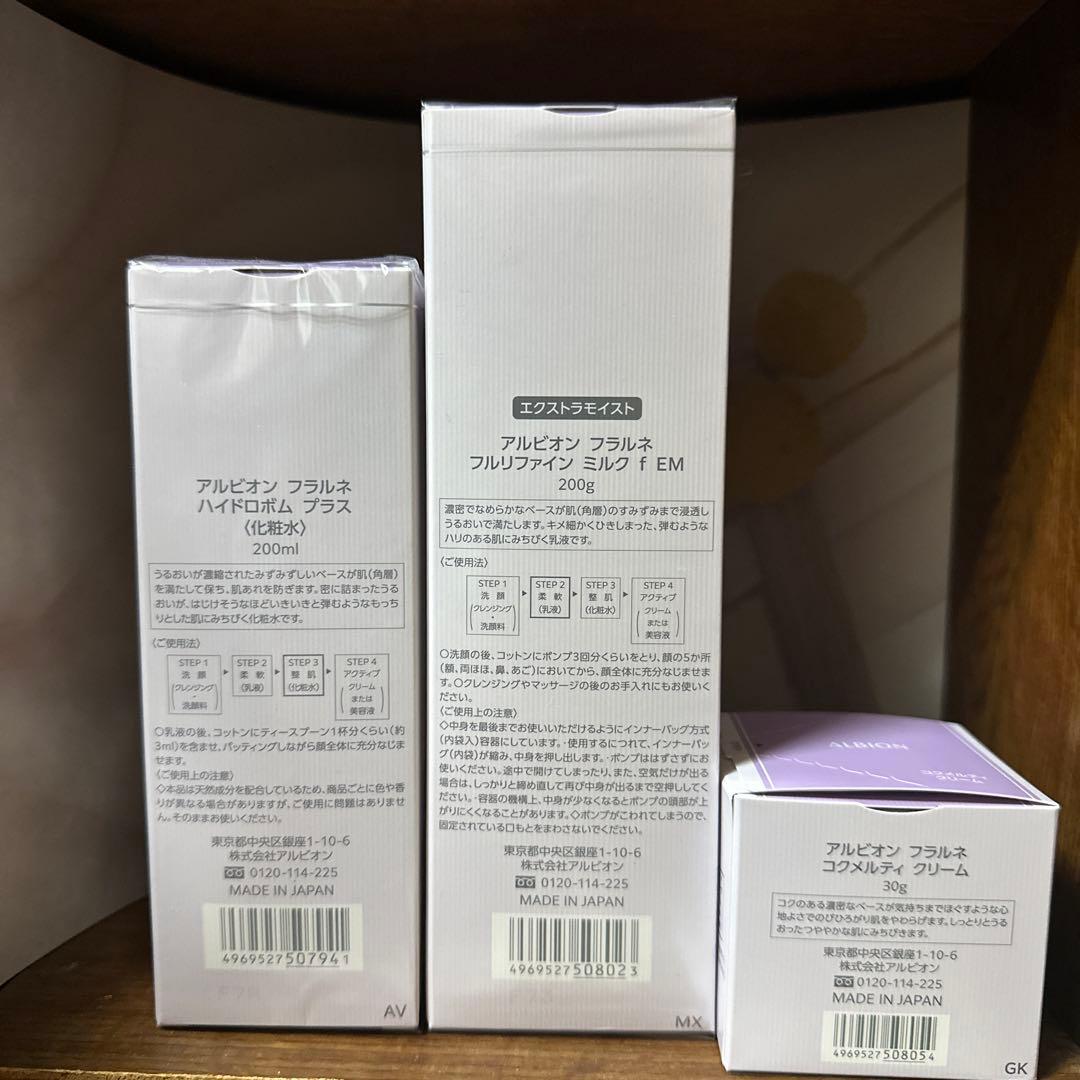 アルビオン フラルネ
ハイドロボム プラス
〈化粧水〉
200ml
うるおいが濃縮されたみずみずしいベースが肌(角層)
を満たして保ち、肌あれを防ぎます。密に詰まったうる
おいが、はじけそうなほどいきいきと弾むようなもっち
りとした肌にみちびく化粧水です。
〈ご使用法〉
STEP 1
洗 顔
(クレンジング
・
洗顔料)
STEP 2
柔 軟
(乳液)
STEP 3
整 肌
(化粧水)
STEP 4
アクティブ
(クリーム
または
美容液)
○乳液の後、コットンにティースプーン1杯分くらい(約
3ml)を含ませ、パッティングしながら顔全体に充分なじま
せます。
〈ご使用上の注意〉
◇本品は天然成分を配合しているため、商品ごとに色や香
りが異なる場合がありますが、ご使用に問題はありませ
ん。そのままお使いください。
東京都中央区銀座1-10-6
株式会社アルビオン
0120-114-225
MADE IN JAPAN
4969527507941
AV
エクストラモイスト
アルビオン フラルネ
フルリファイン ミルク f EM
200g
濃密でなめらかなベースが肌(角層)のすみずみまで浸透し
うるおいで満たします。キメ細かくひきしまった、弾むような
ハリのある肌にみちびく乳液です。
〈ご使用法〉
STEP 1
洗 顔
(クレンジング
・
洗顔料)
STEP 2
柔 軟
(乳液)
STEP 3
整 肌
(化粧水)
STEP 4
アクティブ
(クリーム
または
美容液)
○洗顔の後、コットンにポンプ3回分くらいをとり、顔の5か所
(額、両ほほ、鼻、あご)においてから、顔全体に充分なじませま
す。○クレンジングやマッサージの後のお手入れにもお使いく
ださい。
〈ご使用上の注意〉
◇中身を最後までお使いいただけるようにインナーバッグ方式
(内袋入)容器にしています。・使用するにつれて、インナーバッ
グ(内袋)が縮み、中身を押し出します。・ポンプははずさずにお
使いください。途中で開けてしまったり、また、空気だけが出る
場合は、しっかりと締め直して再び中身が出るまで空押ししてく
ださい。・容器の機構上、中身が少なくなるとポンプの頭部が上
がりにくくなることがあります。◇ポンプがこわれてしまうので、
固定されている口もとをまわさないでください。
東京都中央区銀座1-10-6
株式会社アルビオン
0120-114-225
MADE IN JAPAN
4969527508023
MX
ALBION
コクメルティ
クリーム
アルビオン フラルネ
コクメルティ クリーム
30g
コクのある濃密なベースが気持ちまでほぐすような心
地よさでのびひろがり肌をやわらげます。しっとりとうる
おったつややかな肌にみちびきます。
東京都中央区銀座1-10-6
株式会社アルビオン
0120-114-225
MADE IN JAPAN
4969527508054
GK